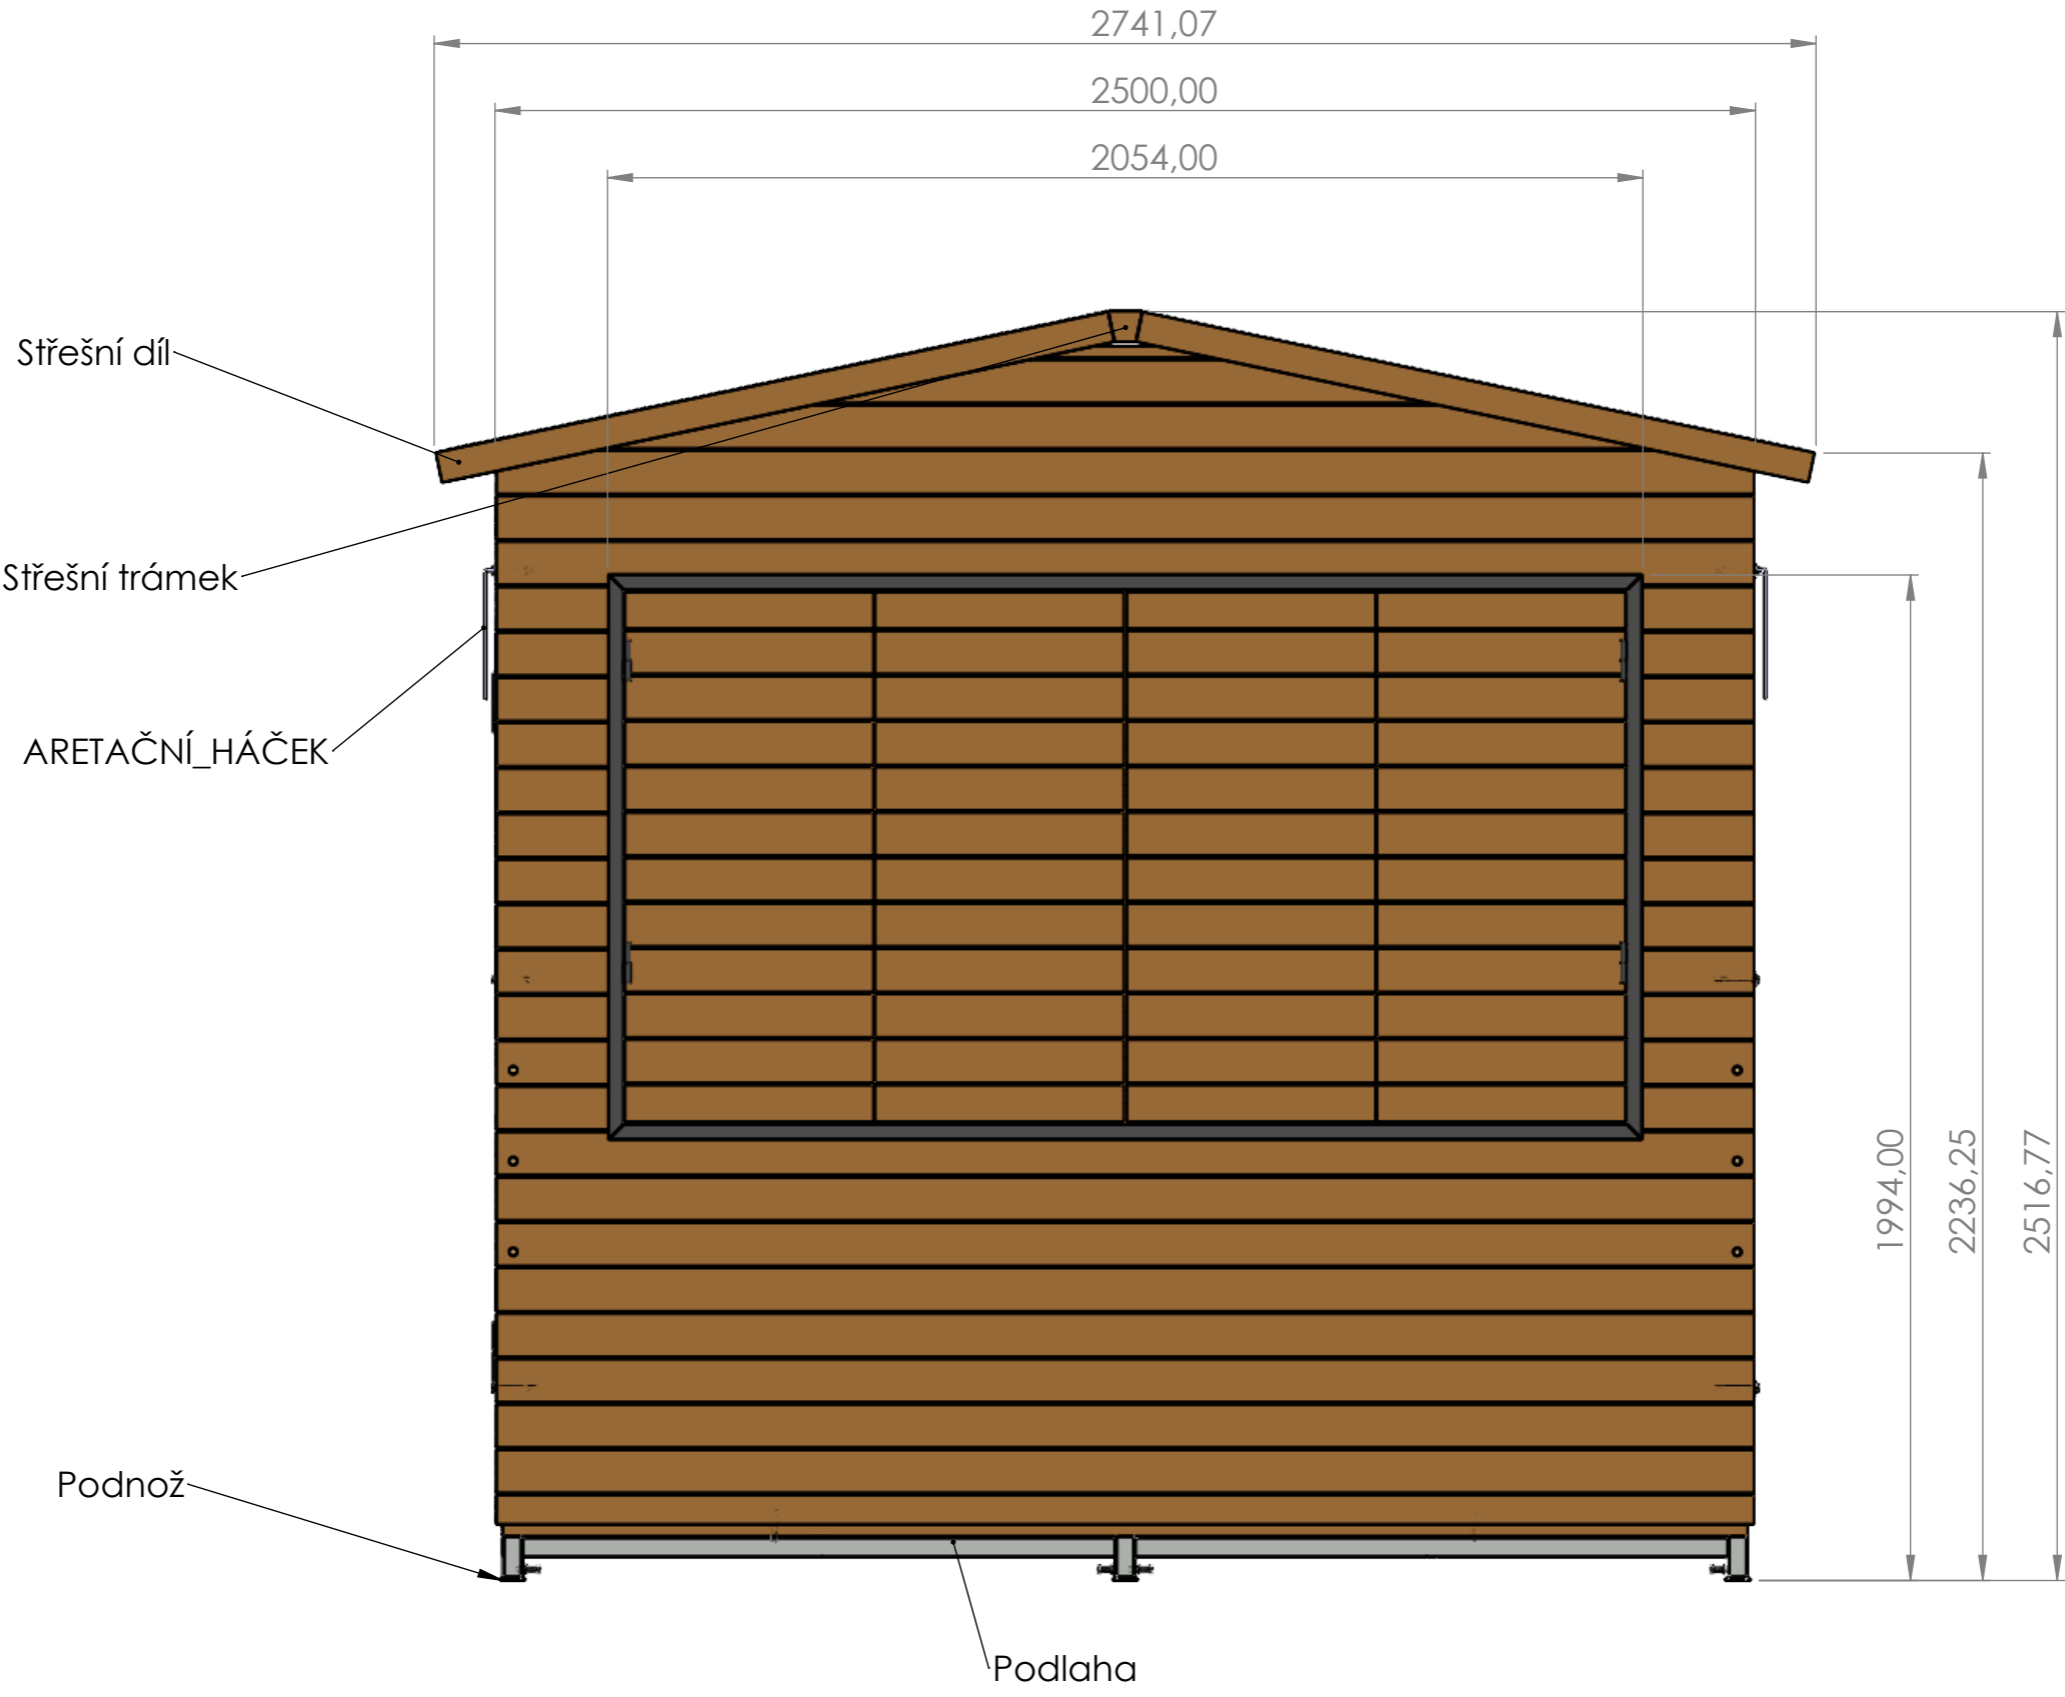 2741,07
2500,00
2054,00
Střešní díl
Střešní trámek
ARETAČNÍ_HÁČEK
1994,00
2236,25
2516,77
Podnož
Podlaha